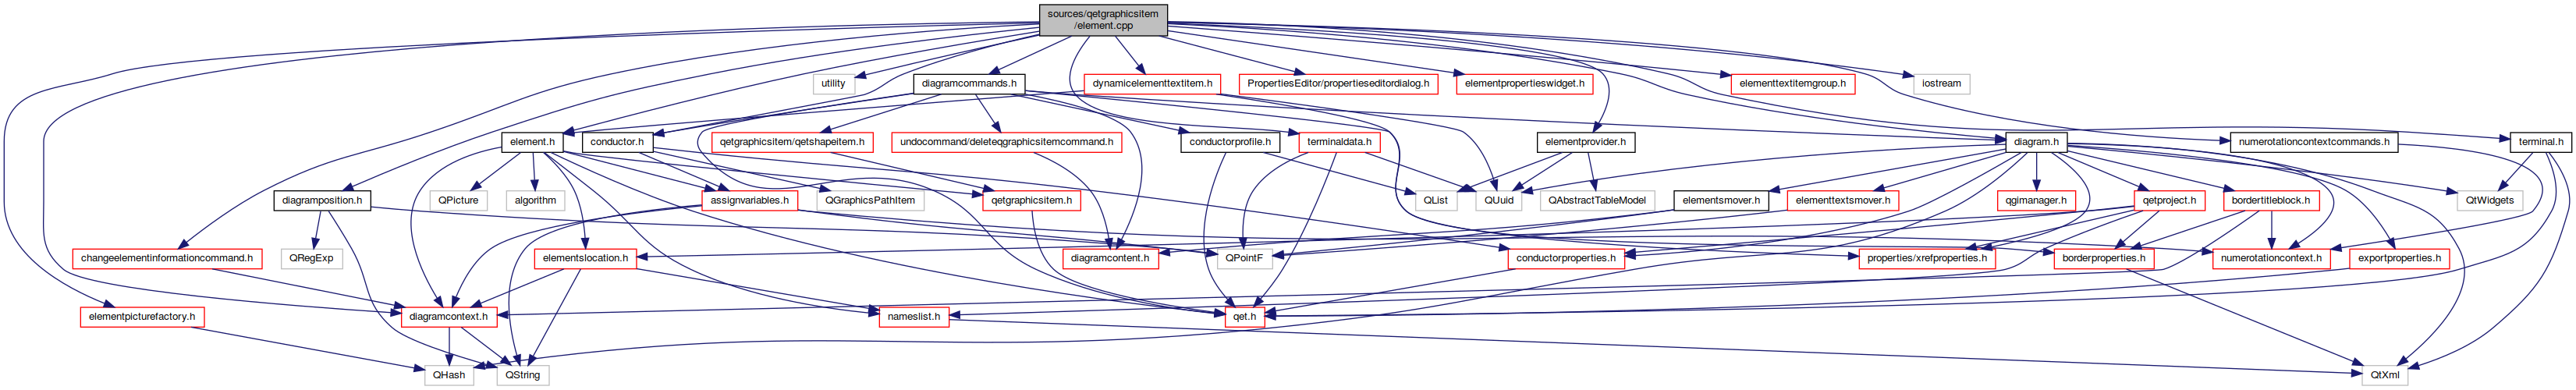 sources/qetgraphicsitem
/element.cpp
utility
diagramcommands.h
dynamicelementtextitem.h
PropertiesEditor/propertieseditordialog.h
elementpropertieswidget.h
elementtextitemgroup.h
iostream
element.h
conductor.h
qetgraphicsitem/qetshapeitem.h
undocommand/deleteqgraphicsitemcommand.h
conductorprofile.h
terminaldata.h
elementprovider.h
diagram.h
numerotationcontextcommands.h
terminal.h
diagramposition.h
QPicture
algorithm
assignvariables.h
QGraphicsPathItem
qetgraphicsitem.h
QList
QUuid
QAbstractTableModel
elementsmover.h
elementtextsmover.h
qgimanager.h
qetproject.h
bordertitleblock.h
QtWidgets
changeelementinformationcommand.h
QRegExp
elementslocation.h
diagramcontent.h
QPointF
conductorproperties.h
properties/xrefproperties.h
borderproperties.h
numerotationcontext.h
exportproperties.h
elementpicturefactory.h
diagramcontext.h
nameslist.h
qet.h
QHash
QString
QtXml